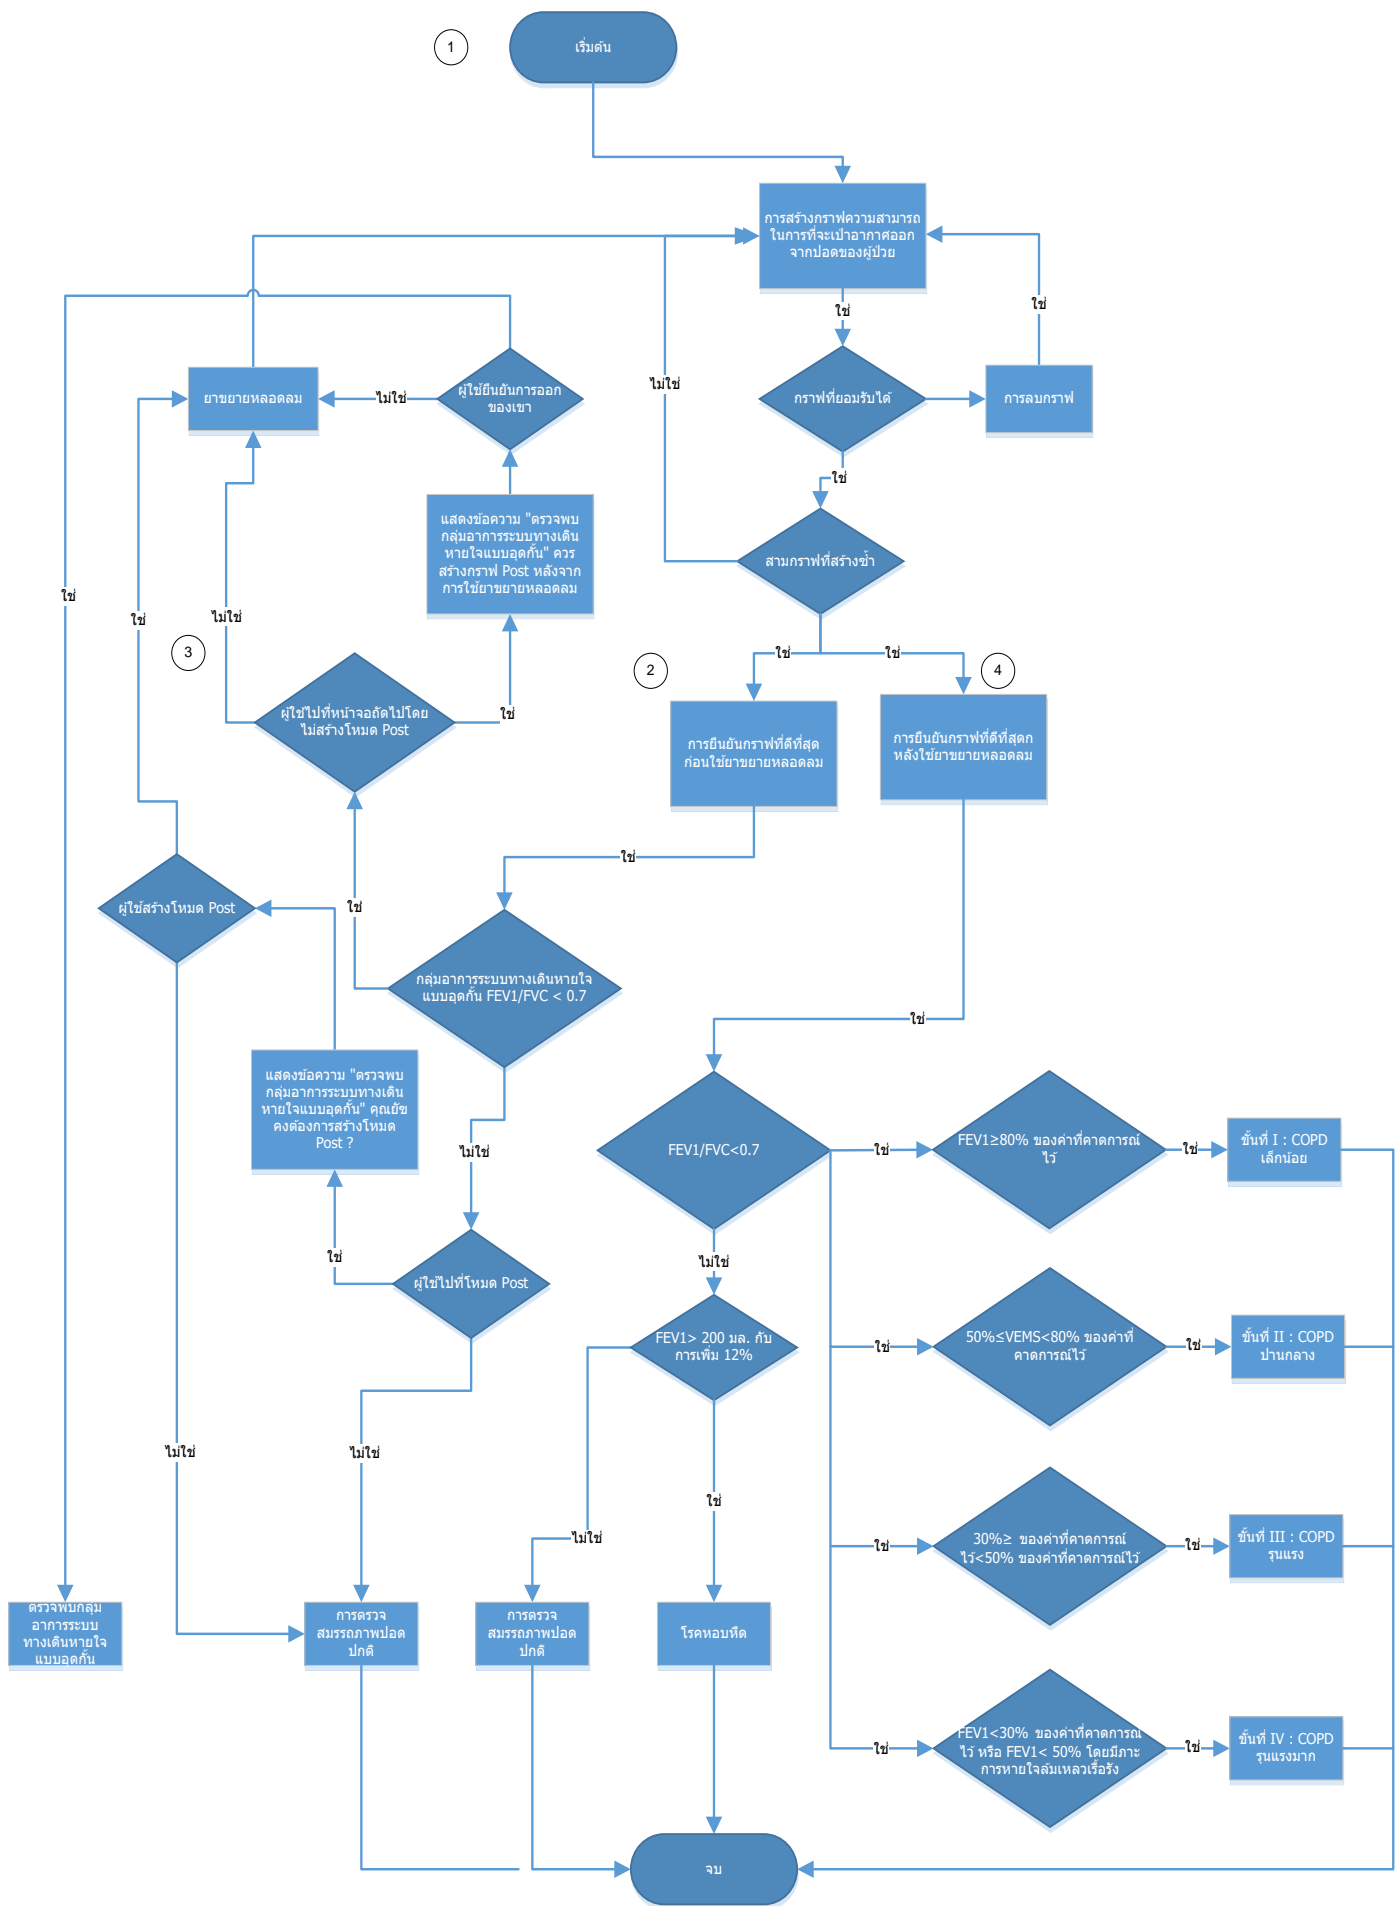 1
เริ่มต้น
การสร้างกราฟความสามารถ
ในการที่จะเป่าอากาศออก
จากปอดของผู้ป่วย
ใช่
ใช่
ไม่ใช่
ยาขยายหลอดลม
ไม่ใช่
ผู้ใช้ยืนยันการออก
ของเขา
กราฟที่ยอมรับได้
การลบกราฟ
ใช่
แสดงข้อความ "ตรวจพบ
กลุ่มอาการระบบทางเดิน
หายใจแบบอุดกั้น" ควร
สร้างกราฟ Post หลังจาก
การใช้ยาขยายหลอดลม
สามกราฟที่สร้างซ้ำ
ใช่
ใช่
ไม่ใช่
3
2
ใช่
ใช่
4
ผู้ใช้ไปที่หน้าจอถัดไปโดย
ไม่สร้างโหมด Post
ใช่
การยืนยันกราฟที่ดีที่สุด
ก่อนใช้ยาขยายหลอดลม
การยืนยันกราฟที่ดีที่สุดก
หลังใช้ยาขยายหลอดลม
ใช่
ผู้ใช้สร้างโหมด Post
ใช่
กลุ่มอาการระบบทางเดินหายใจ
แบบอุดกั้น FEV1/FVC < 0.7
ใช่
แสดงข้อความ "ตรวจพบ
กลุ่มอาการระบบทางเดิน
หายใจแบบอุดกั้น" คุณยัฃ
คงต้องการสร้างโหมด
Post ?
ไม่ใช่
FEV1/FVC<0.7
ใช่
FEV1≥80% ของค่าที่คาดการณ์
ไว้
ใช่
ขั้นที่ I : COPD
เล็กน้อย
ใช่
ไม่ใช่
ผู้ใช้ไปที่โหมด Post
FEV1> 200 มล. กับ
การเพิ่ม 12%
ใช่
50%≤VEMS<80% ของค่าที่
คาดการณ์ไว้
ใช่
ขั้นที่ II : COPD
ปานกลาง
ไม่ใช่
ไม่ใช่
ใช่
ไม่ใช่
ใช่
30%≥ ของค่าที่คาดการณ์
ไว้<50% ของค่าที่คาดการณ์ไว้
ใช่
ขั้นที่ III : COPD
รุนแรง
ตรวจพบกลุ่ม
อาการระบบ
ทางเดินหายใจ
แบบอุดกั้น
การตรวจ
สมรรถภาพปอด
ปกติ
การตรวจ
สมรรถภาพปอด
ปกติ
โรคหอบหืด
ใช่
FEV1<30% ของค่าที่คาดการณ์
ไว้ หรือ FEV1< 50% โดยมีภาะ
การหายใจล้มเหลวเรื้อรัง
ใช่
ขั้นที่ IV : COPD
รุนแรงมาก
จบ